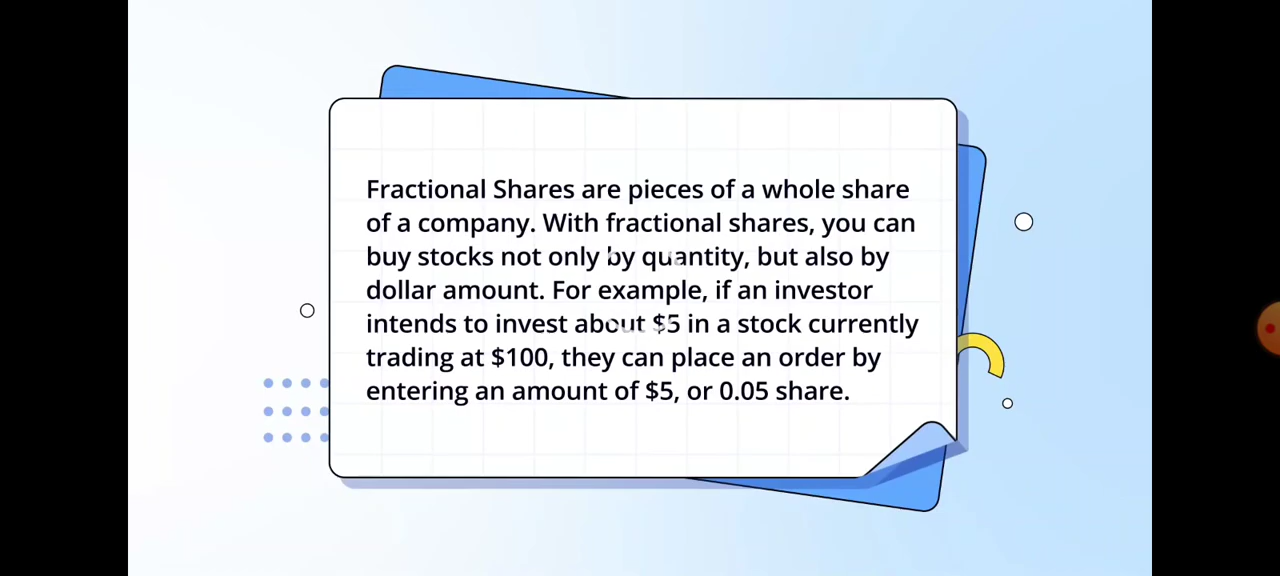 Fractional Shares are pieces of a whole share
of a company. With fractional shares, you can
buy stocks not only by quantity, but also by
dollar amount. For example, if an investor
intends to invest about $5 in a stock currently
trading at $100, they can place an order by
entering an amount of $5, or 0.05 share.